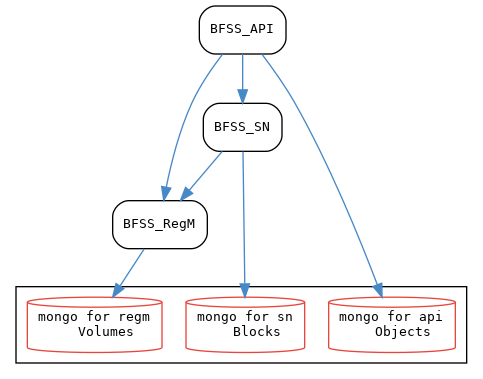 BFSS_API
BFSS_SN
BFSS_RegM
mongo for regm
Volumes
mongo for sn
Blocks
mongo for api
Objects